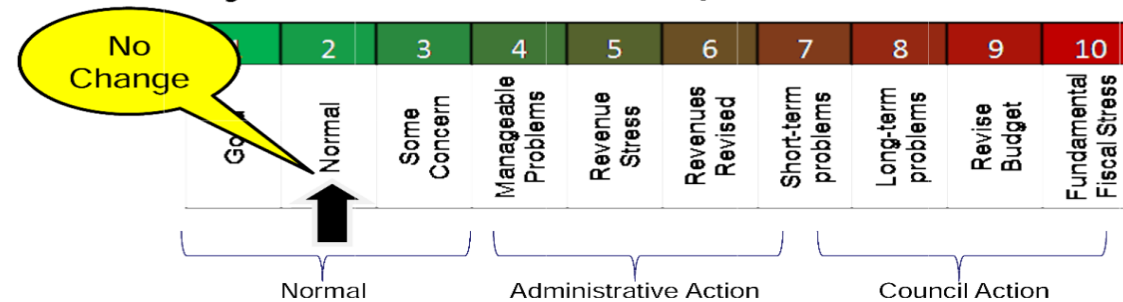 No
Change
2
3
4
5
6
7
8
9
10
Normal
Some
Concern
Manageable
Problems
Revenue
Stress
Revenues
Revised
Short-term
problems
Long-term
problems
Revise
Budget
Fundamental
Fiscal Stress
Normal
Administrative Action
Council Action